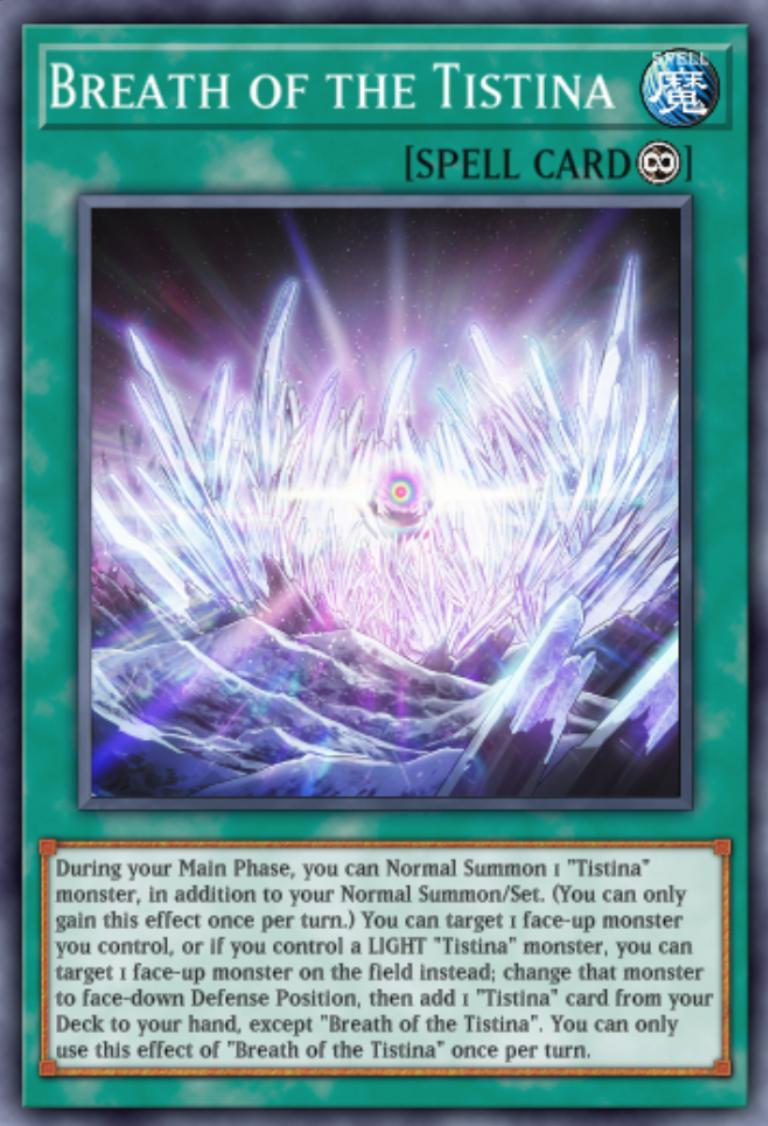 BREATH OF THE TISTINA
SPELL
魔
[SPELL CARD ]
During your Main Phase, you can Normal Summon 1 "Tistina"
monster, in addition to your Normal Summon/Set. (You can only
gain this effect once per turn.) You can target 1 face-up monster
you control, or if you control a LIGHT "Tistina" monster, you can
target 1 face-up monster on the field instead; change that monster
to face-down Defense Position, then add 1 "Tistina" card from your
Deck to your hand, except "Breath of the Tistina". You can only
use this effect of "Breath of the Tistina" once per turn.